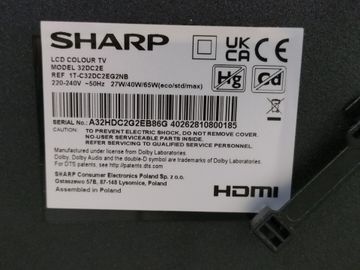 SHARP
LCD COLOUR TV
MODEL 32DC2E
REF 1T-C32DC2EG2NB
220-240V ~50Hz 27W/40W/65W(eco/std/max)
UK
CA
Hg
Cd
SERIAL No.: A32HDC2G2EB86G 40262810800185
CAUTION: TO PREVENT ELECTRIC SHOCK, DO NOT REMOVE
COVER. NO USER SERVICEABLE PARTS INSIDE. REFER
SERVICING TO QUALIFIED SERVICE PERSONNEL.
Manufactured under license from Dolby Laboratories.
Dolby, Dolby Audio and the double-D symbol are trademarks
of Dolby Laboratories.
For DTS patents, see http://patents.dts.com
SHARP Consumer Electronics Poland Sp. z o.o.
Ostaszewo 57B, 87-148 Lysomice, Poland
Assembled in Poland
HDMI